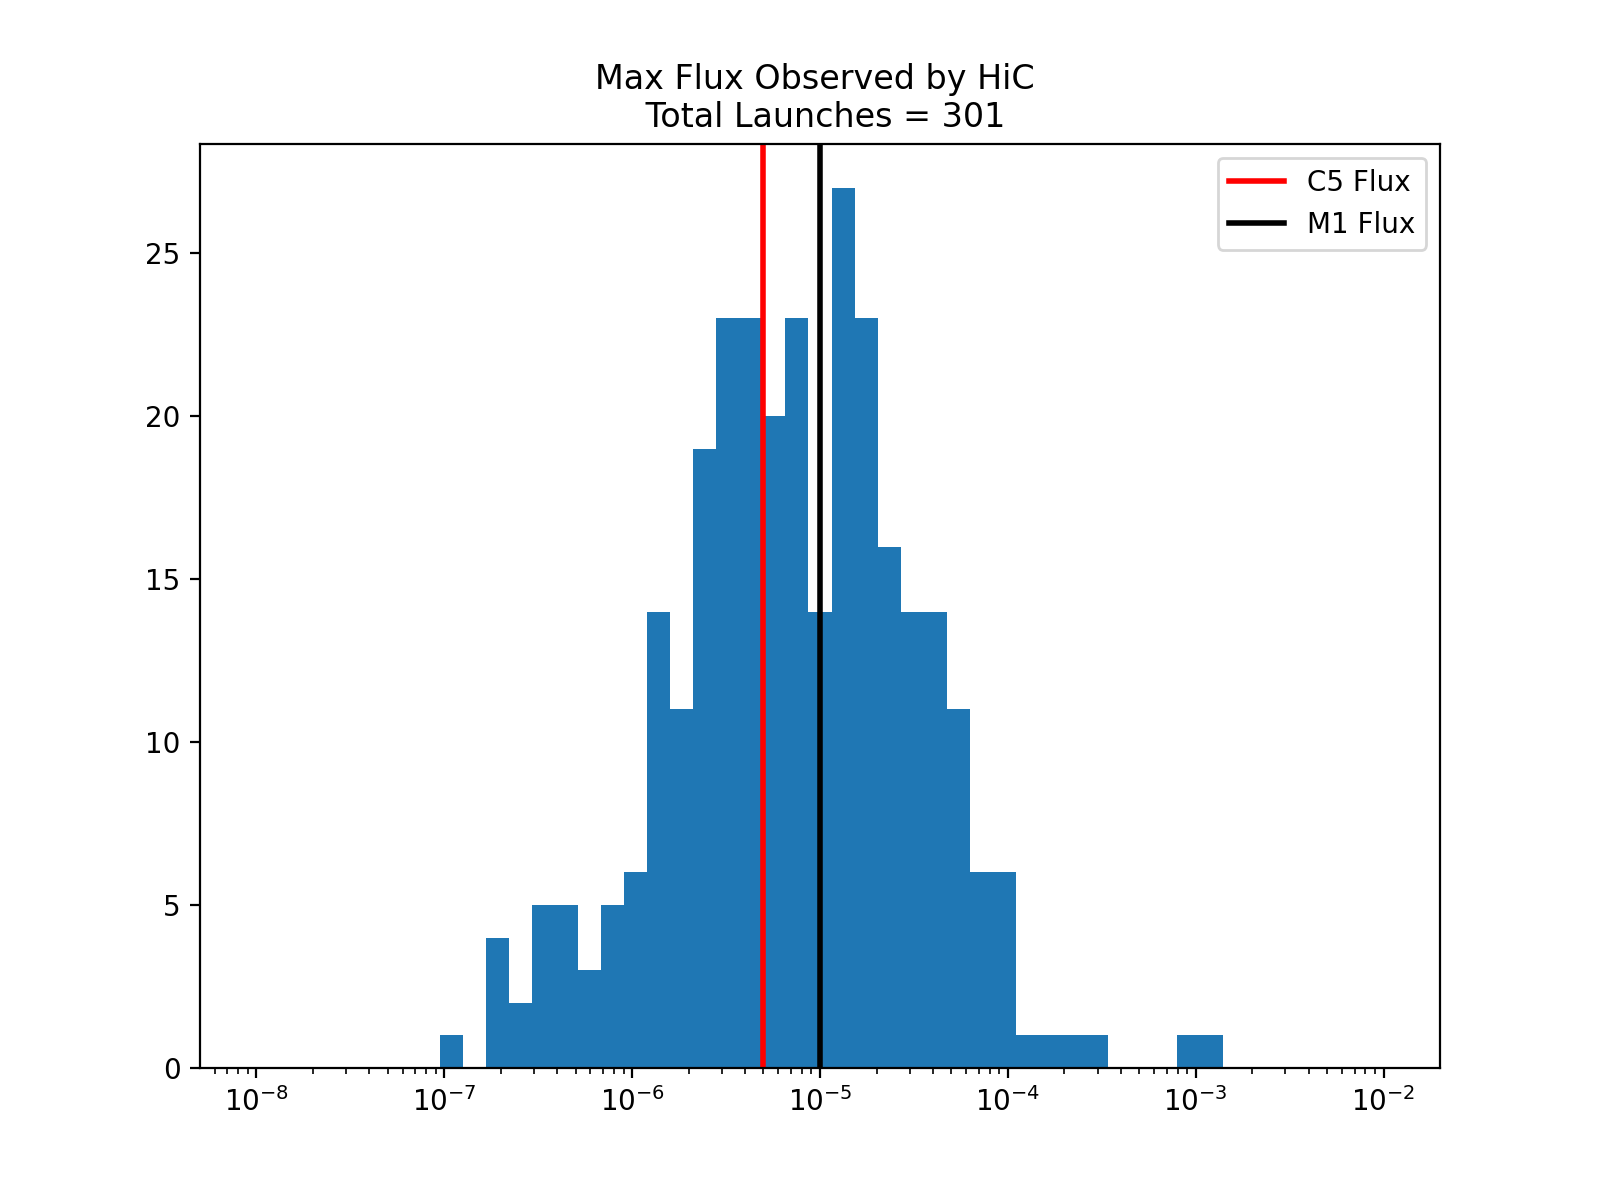 Max Flux Observed by HiC
Total Launches = 301
C5 Flux
M1 Flux
25
20
15
10
5
0
10⁻⁸ 10⁻⁷ 10⁻⁶ 10⁻⁵ 10⁻⁴ 10⁻³ 10⁻²